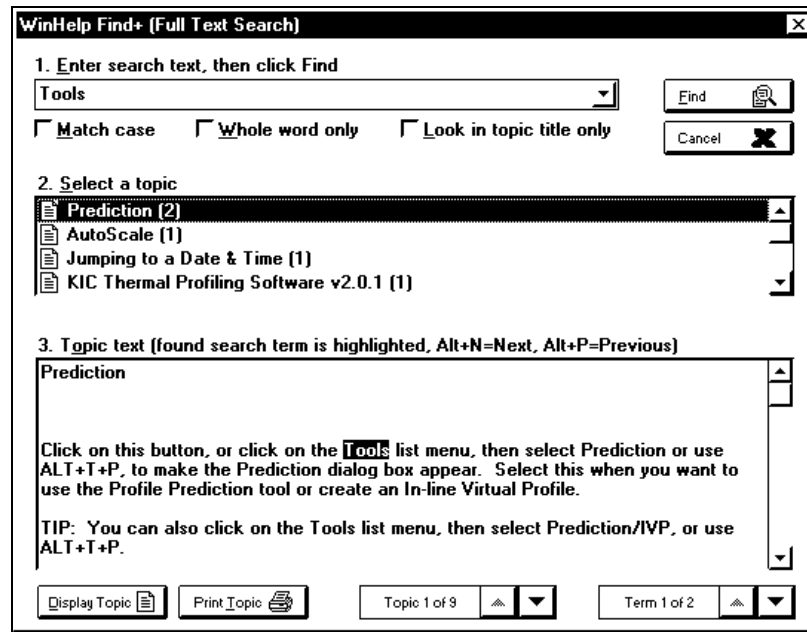 WinHelp Find+ (Full Text Search)
1. Enter search text, then click Find
Tools
Find
Match case Whole word only Look in topic title only
Cancel
2. Select a topic
Prediction (2)
AutoScale (1)
Jumping to a Date & Time (1)
KIC Thermal Profiling Software v2.0.1 (1)
3. Topic text (found search term is highlighted, Alt+N=Next, Alt+P=Previous)
Prediction
Click on this button, or click on the Tools list menu, then select Prediction or use
ALT+T+P, to make the Prediction dialog box appear. Select this when you want to
use the Profile Prediction tool or create an In-line Virtual Profile.
TIP: You can also click on the Tools list menu, then select Prediction/IVP, or use
ALT+T+P.
Display Topic Print Topic Topic 1 of 9 Term 1 of 2